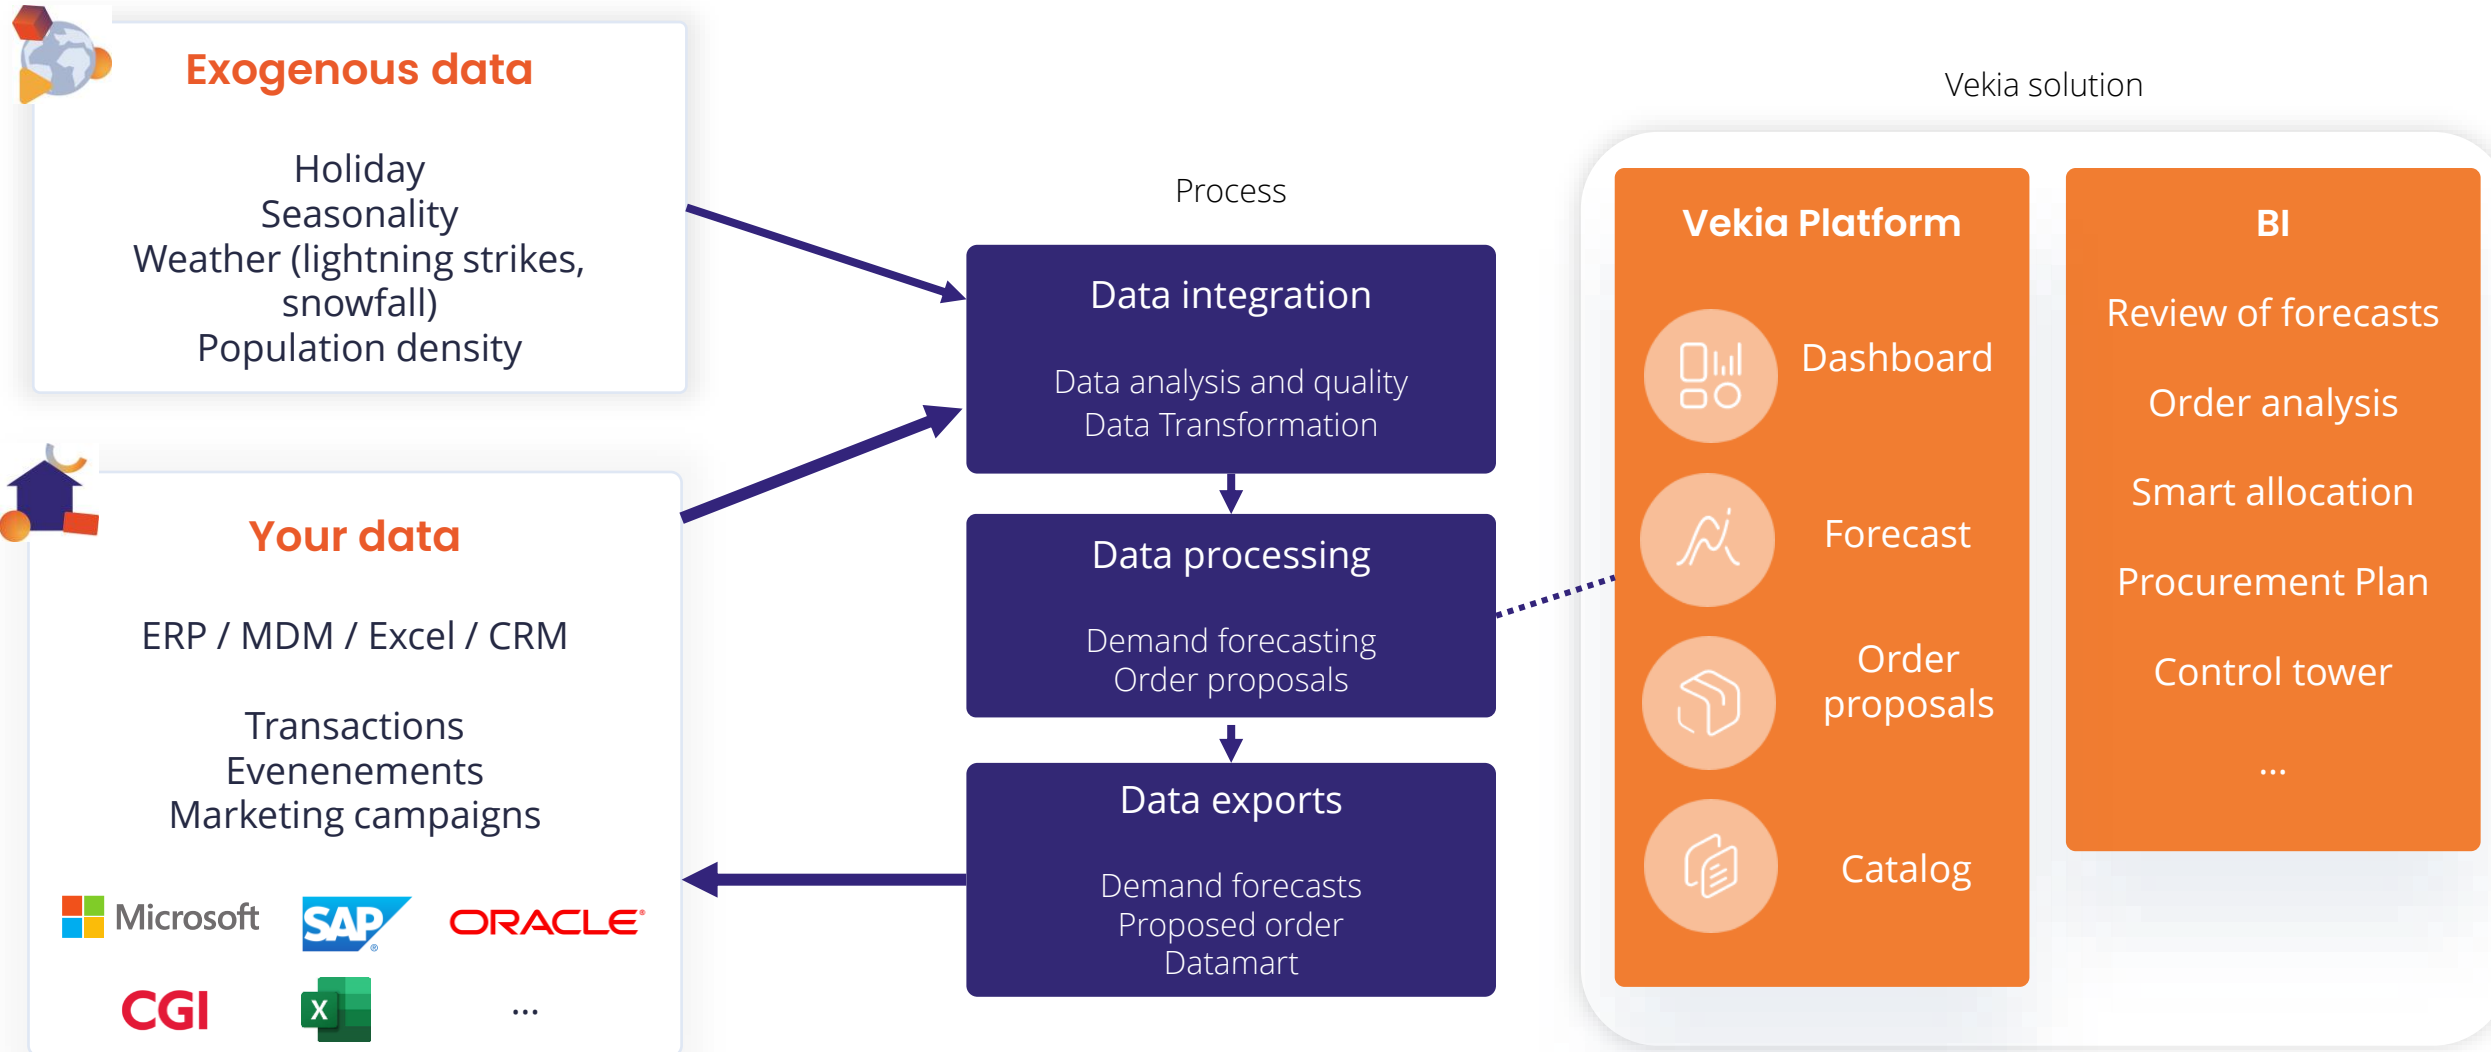 Exogenous data
Holiday
Seasonality
Weather (lightning strikes,
snowfall)
Population density
Your data
ERP / MDM / Excel / CRM
Transactions
Evenenements
Marketing campaigns
Microsoft
SAP
ORACLE
CGI
X
...
Process
Data integration
Data analysis and quality
Data Transformation
Data processing
Demand forecasting
Order proposals
Data exports
Demand forecasts
Proposed order
Datamart
Vekia solution
Vekia Platform
Dashboard
Forecast
Order
proposals
Catalog
BI
Review of forecasts
Order analysis
Smart allocation
Procurement Plan
Control tower
...